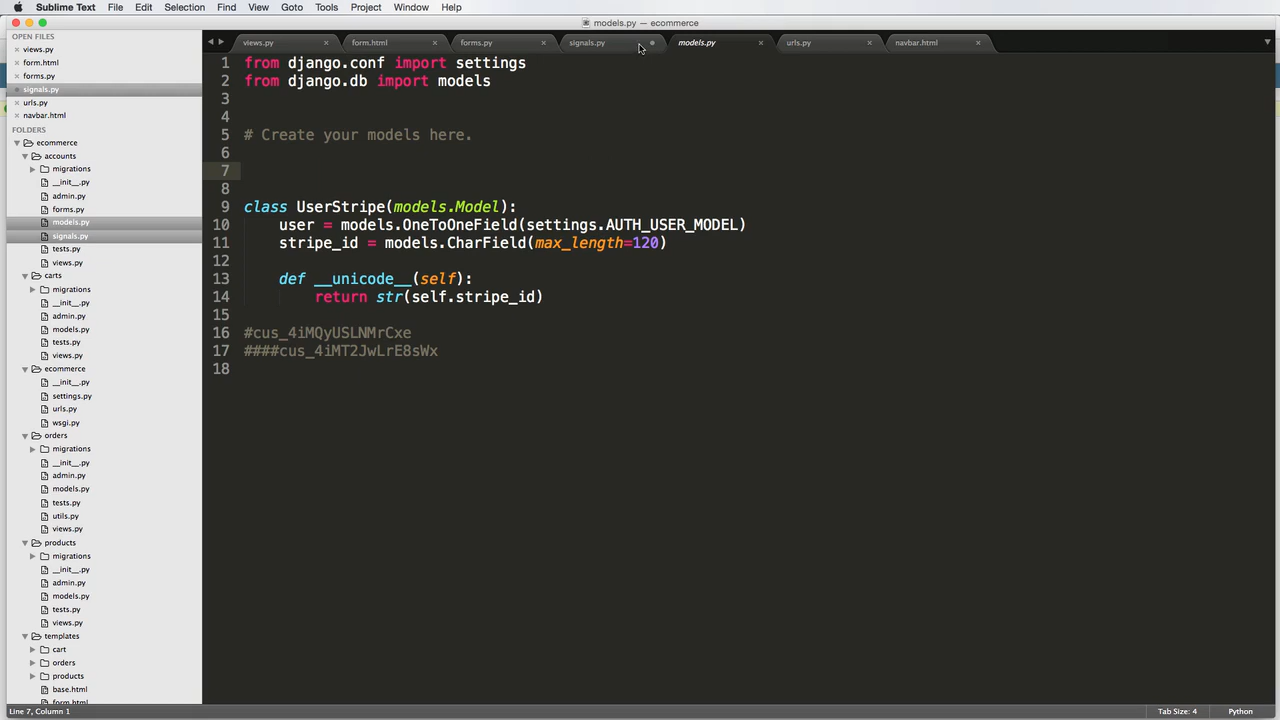 Sublime Text File Edit Selection Find View Goto Tools Project Window Help
models.py — ecommerce
OPEN FILES
views.py
form.html
forms.py
signals.py
urls.py
navbar.html
FOLDERS
ecommerce
accounts
migrations
__init__.py
admin.py
forms.py
models.py
signals.py
tests.py
views.py
carts
migrations
__init__.py
admin.py
models.py
tests.py
views.py
ecommerce
__init__.py
settings.py
urls.py
wsgi.py
orders
migrations
__init__.py
admin.py
models.py
tests.py
utils.py
views.py
products
migrations
__init__.py
admin.py
models.py
tests.py
views.py
templates
cart
orders
products
base.html
form.html
views.py form.html forms.py signals.py models.py urls.py navbar.html
1 from django.conf import settings
2 from django.db import models
3
4
5 # Create your models here.
6
7
8
9 class UserStripe(models.Model):
10 user = models.OneToOneField(settings.AUTH_USER_MODEL)
11 stripe_id = models.CharField(max_length=120)
12
13 def __unicode__(self):
14 return str(self.stripe_id)
15
16 #cus_4iMQyUSLNMrCxe
17 ####cus_4iMT2JwLrE8sWx
18
Line 7, Column 1 Tab Size: 4 Python